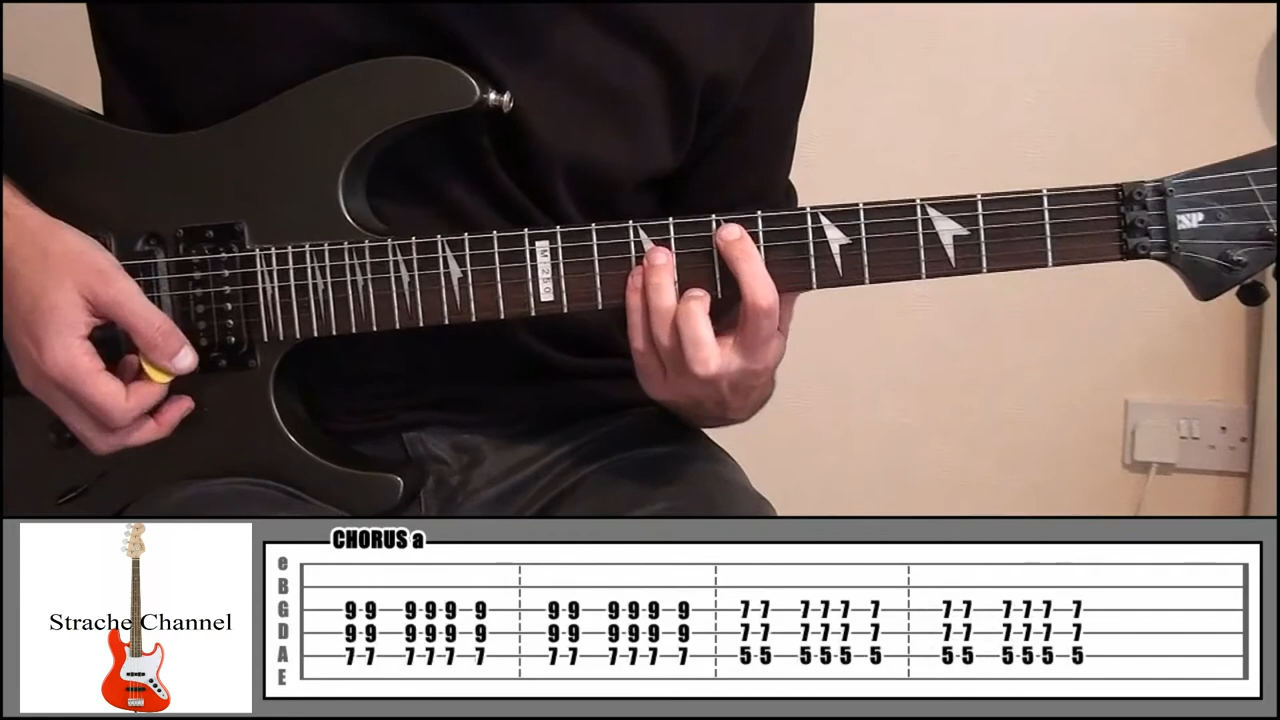 M-250
CHORUS a
e
B
G 9-9 9-9-9-9 9-9 9-9-9-9 7-7 7-7-7-7 7-7 7-7-7-7
D 9-9 9-9-9-9 9-9 9-9-9-9 7-7 7-7-7-7 7-7 7-7-7-7
A 7-7 7-7-7-7 7-7 7-7-7-7 5-5 5-5-5-5 5-5 5-5-5-5
E
Strache Channel